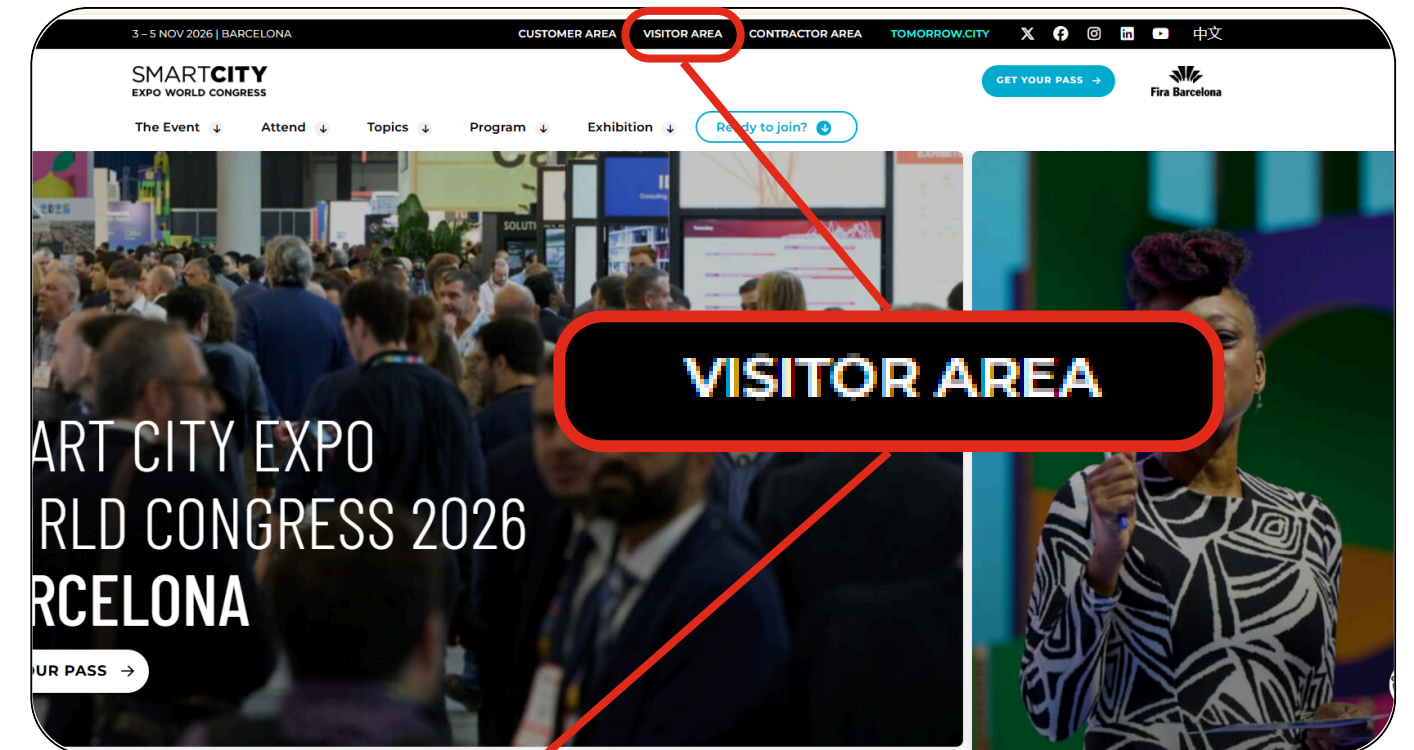 3 – 5 NOV 2026 | BARCELONA
CUSTOMER AREA
VISITOR AREA
CONTRACTOR AREA
TOMORROW.CITY
中文
SMARTCITY
EXPO WORLD CONGRESS
GET YOUR PASS →
Fira Barcelona
The Event ↓
Attend ↓
Topics ↓
Program ↓
Exhibition ↓
Ready to join? ↓
SOLUTI
VISITOR AREA
ART CITY EXPO
RLD CONGRESS 2026
RCELONA
UR PASS →